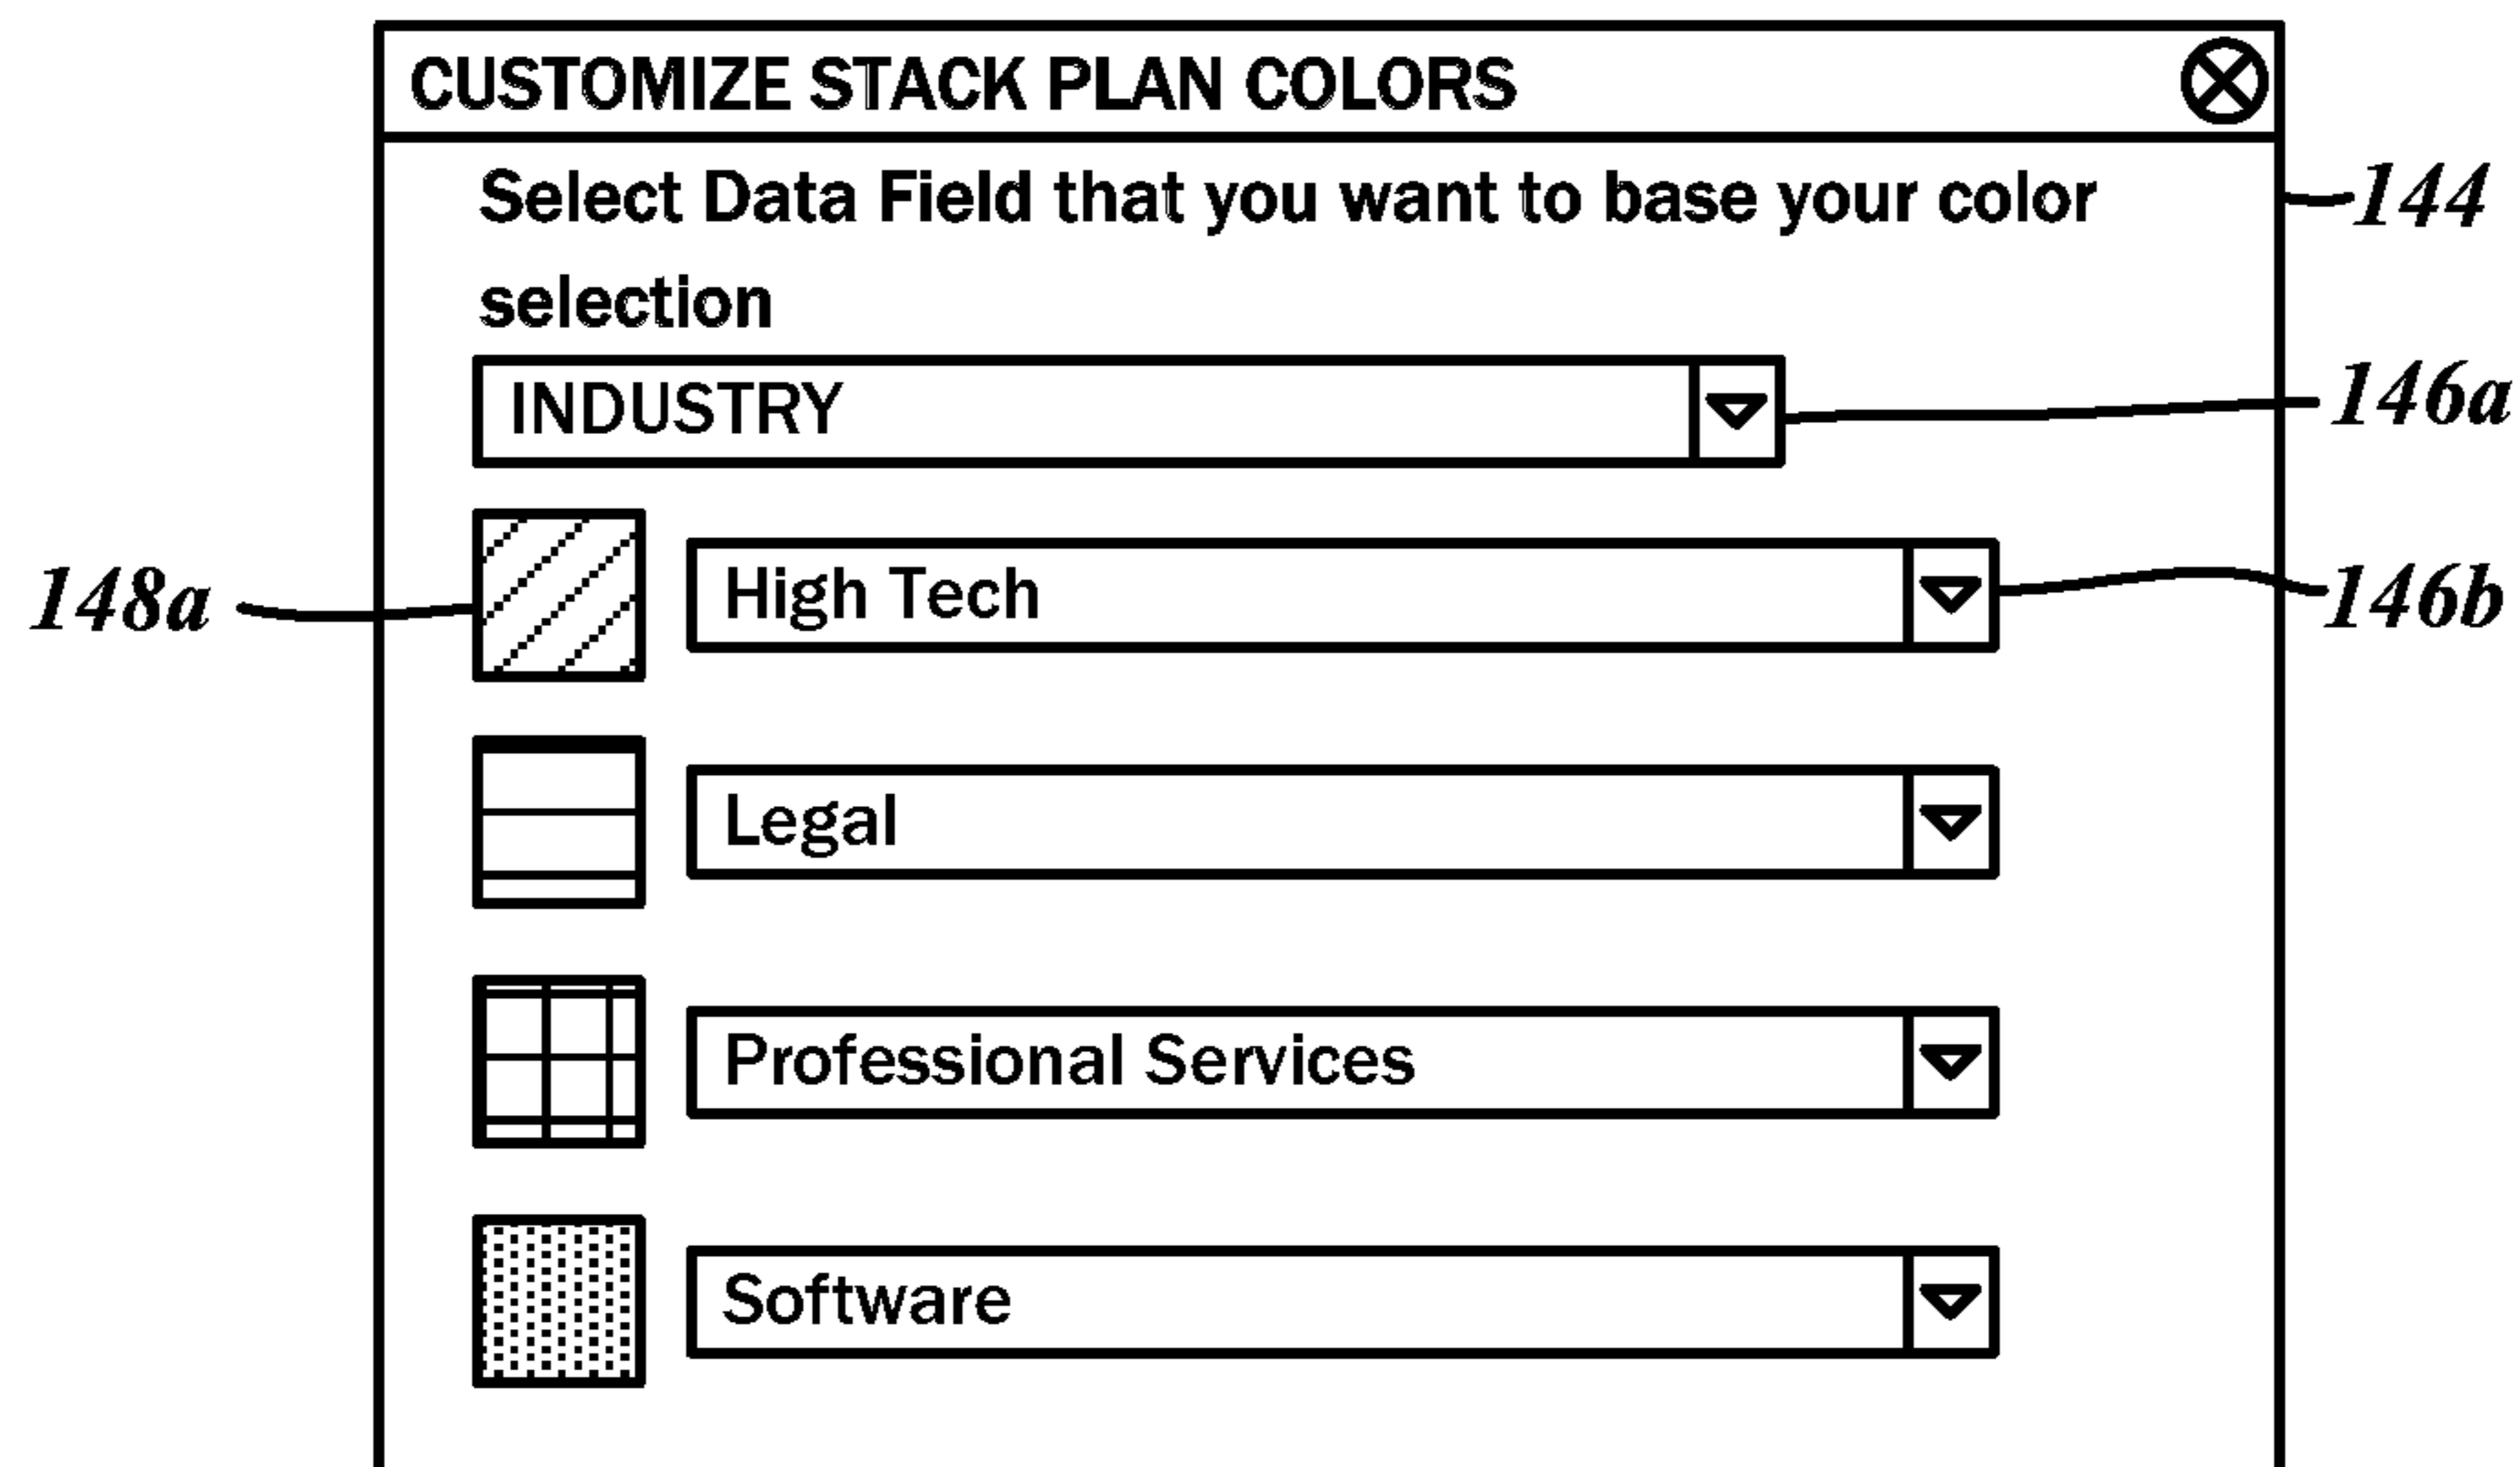 CUSTOMIZE STACK PLAN COLORS
Select Data Field that you want to base your color
144
selection
INDUSTRY
146a
148a
High Tech
146b
Legal
Professional Services
Software